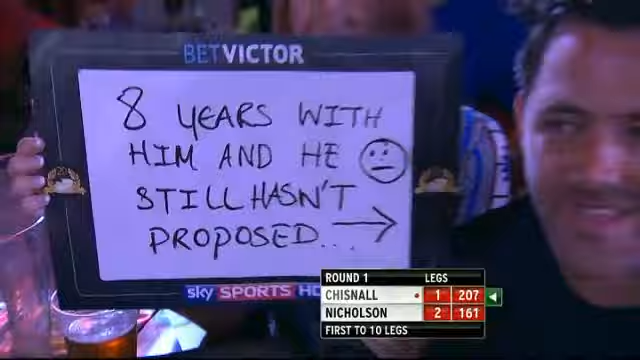 BETVICTOR
8 YEARS WITH
HIM AND HE
STILL HASN'T
PROPOSED...
sky SPORTS HD
ROUND 1 LEGS
CHISNALL 1 207
NICHOLSON 2 161
FIRST TO 10 LEGS